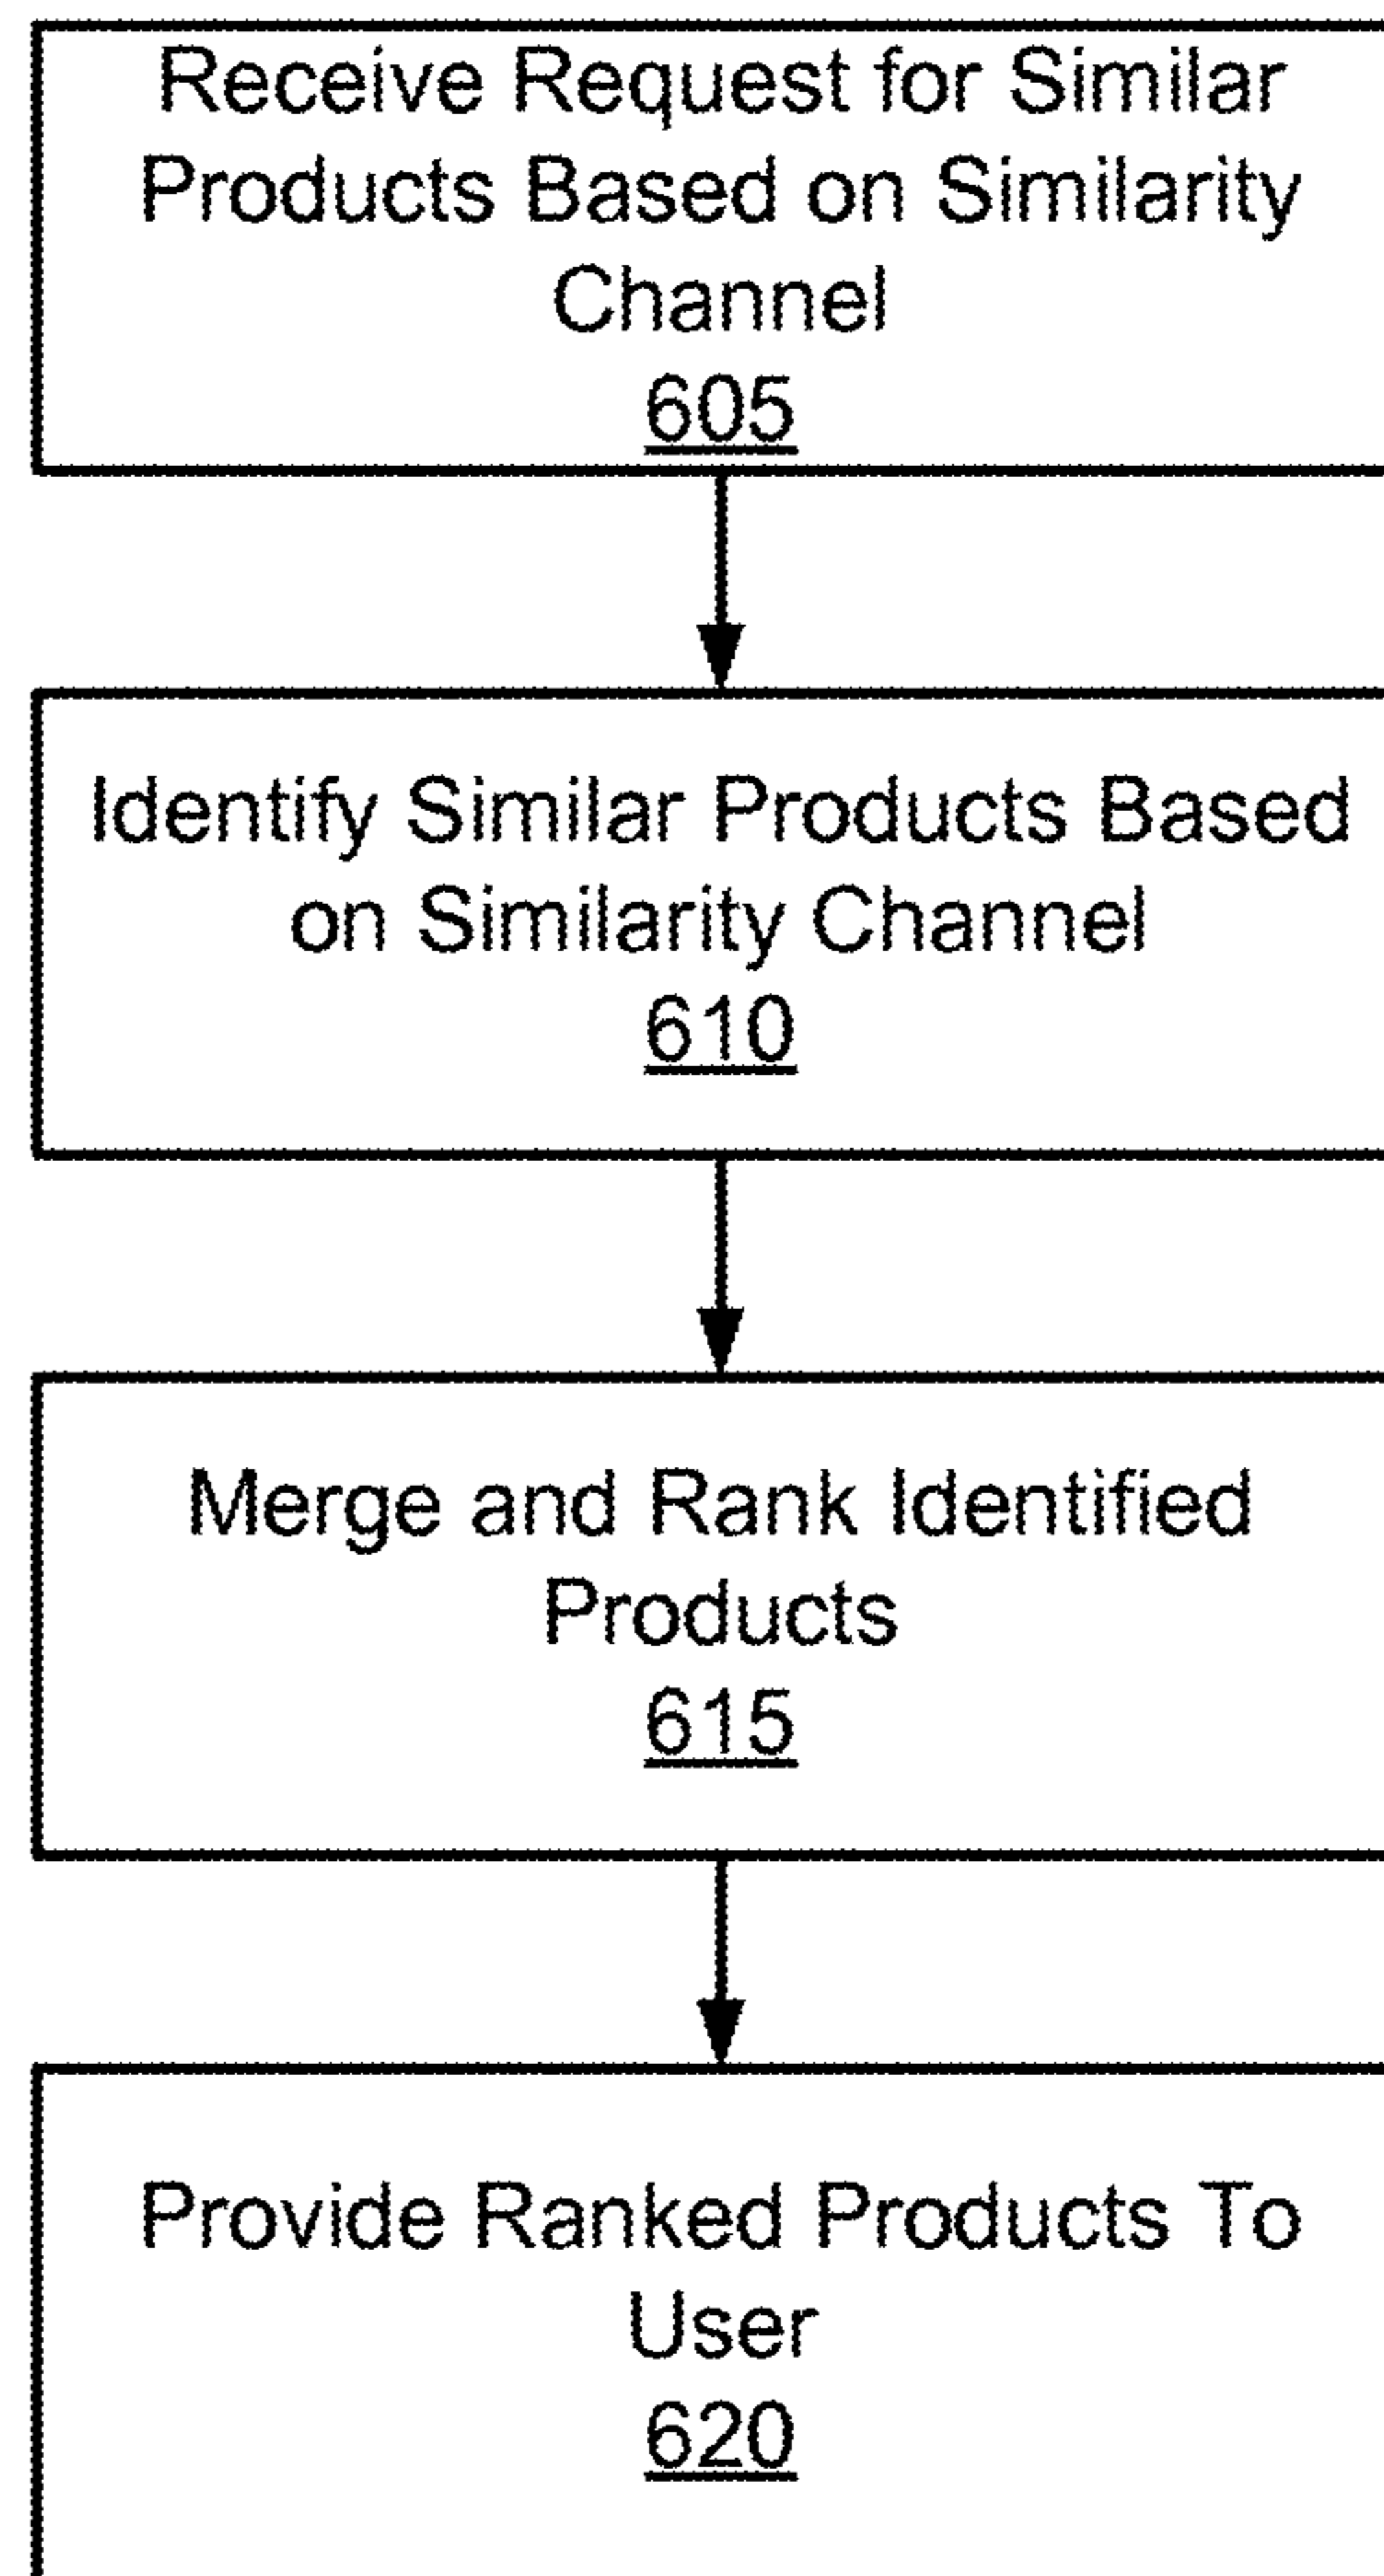 Receive Request for Similar
Products Based on Similarity
Channel
605
Identify Similar Products Based
on Similarity Channel
610
Merge and Rank Identified
Products
615
Provide Ranked Products To
User
620